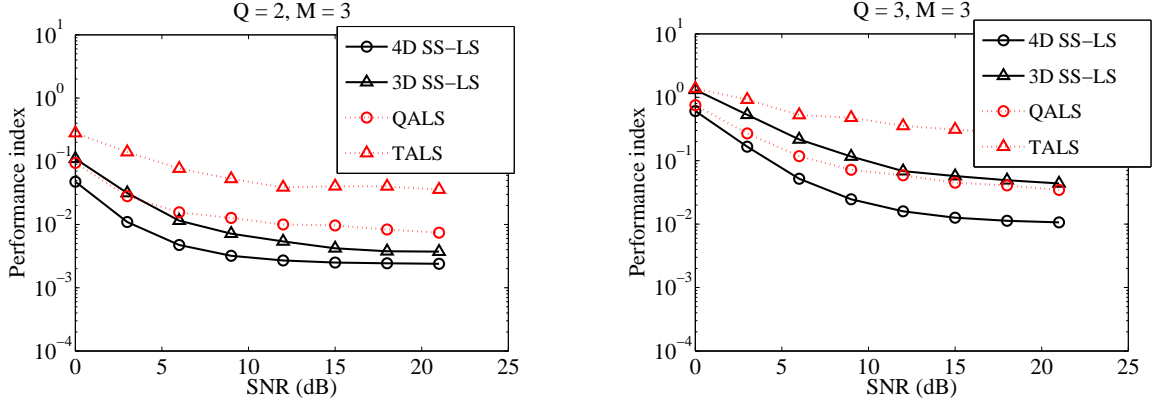 Q = 2, M = 3
10^1
10^0
10^−1
10^−2
10^−3
10^−4
Performance index
0 5 10 15 20 25
SNR (dB)
4D SS−LS
3D SS−LS
QALS
TALS
Q = 3, M = 3
10^1
10^0
10^−1
10^−2
10^−3
10^−4
Performance index
0 5 10 15 20 25
SNR (dB)
4D SS−LS
3D SS−LS
QALS
TALS